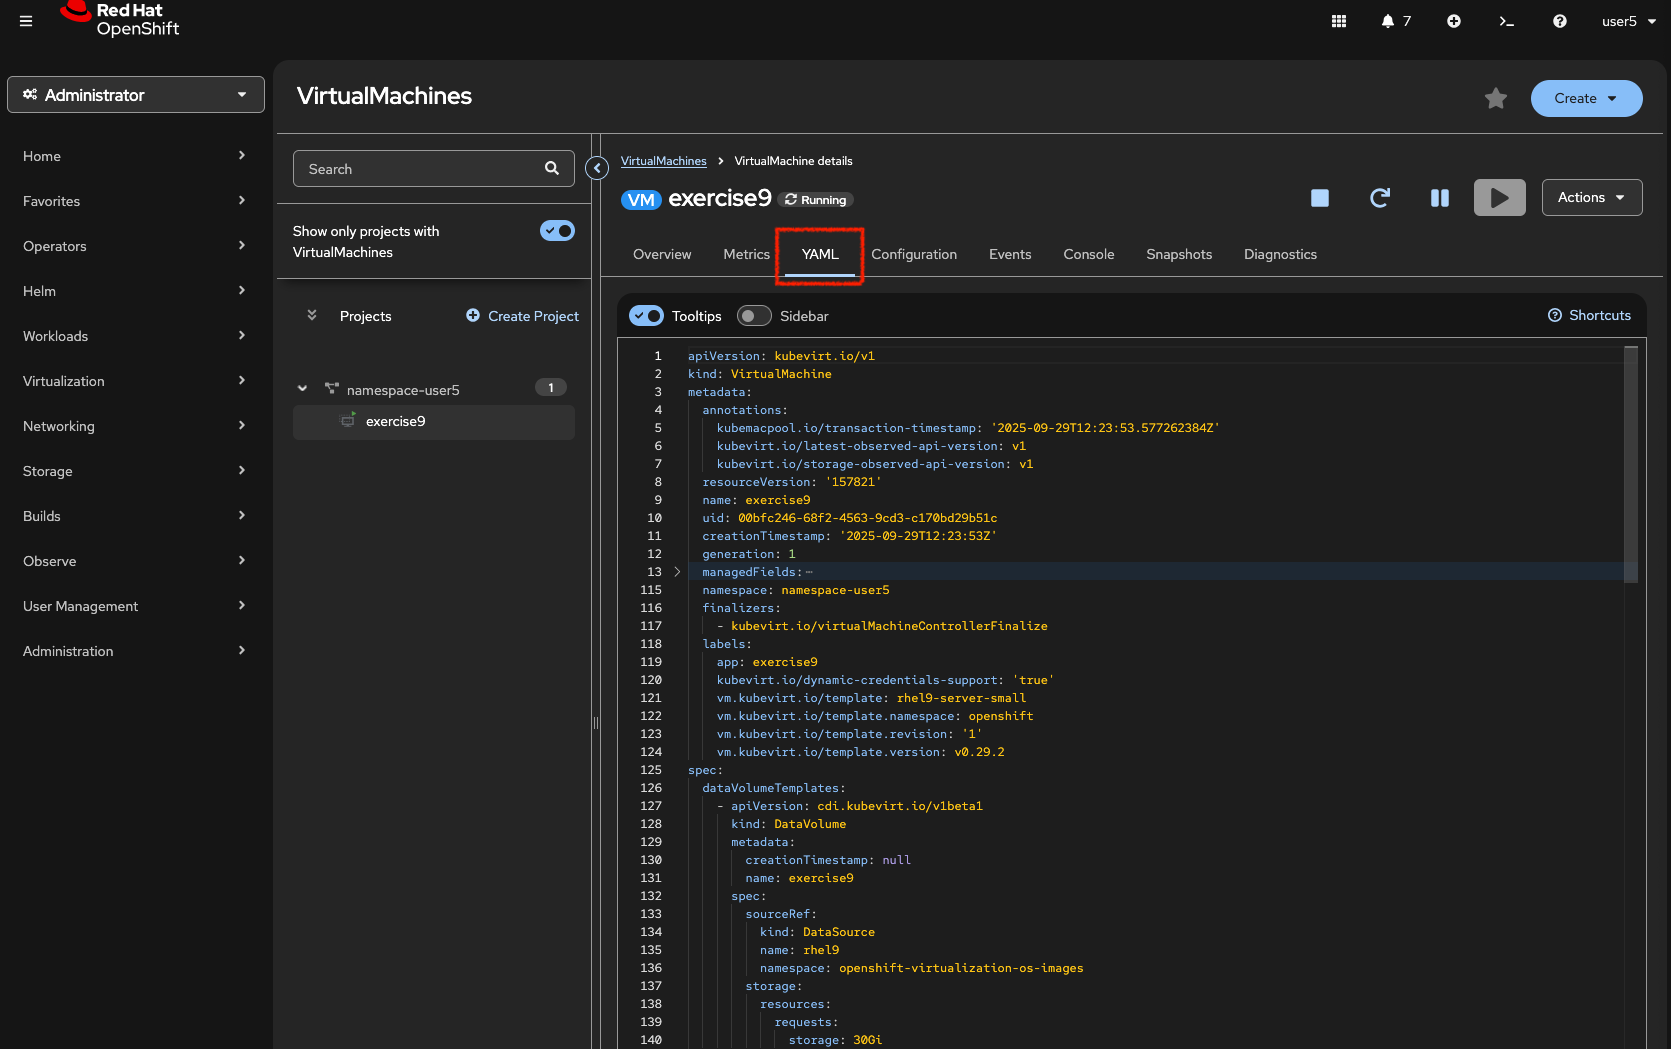 Red Hat
OpenShift
7
user5
Administrator
Home
Favorites
Operators
Helm
Workloads
Virtualization
Networking
Storage
Builds
Observe
User Management
Administration
VirtualMachines
Create
Search
Show only projects with
VirtualMachines
Projects
Create Project
namespace-user5
1
exercise9
VirtualMachines > VirtualMachine details
VM exercise9 Running
Actions
Overview Metrics YAML Configuration Events Console Snapshots Diagnostics
Tooltips Sidebar Shortcuts
1 apiVersion: kubevirt.io/v1
2 kind: VirtualMachine
3 metadata:
4 annotations:
5 kubemacpool.io/transaction-timestamp: '2025-09-29T12:23:53.577262384Z'
6 kubevirt.io/latest-observed-api-version: v1
7 kubevirt.io/storage-observed-api-version: v1
8 resourceVersion: '157821'
9 name: exercise9
10 uid: 00bfc246-68f2-4563-9cd3-c170bd29b51c
11 creationTimestamp: '2025-09-29T12:23:53Z'
12 generation: 1
13 managedFields:⋯
115 namespace: namespace-user5
116 finalizers:
117 - kubevirt.io/virtualMachineControllerFinalize
118 labels:
119 app: exercise9
120 kubevirt.io/dynamic-credentials-support: 'true'
121 vm.kubevirt.io/template: rhel9-server-small
122 vm.kubevirt.io/template.namespace: openshift
123 vm.kubevirt.io/template.revision: '1'
124 vm.kubevirt.io/template.version: v0.29.2
125 spec:
126 dataVolumeTemplates:
127 - apiVersion: cdi.kubevirt.io/v1beta1
128 kind: DataVolume
129 metadata:
130 creationTimestamp: null
131 name: exercise9
132 spec:
133 sourceRef:
134 kind: DataSource
135 name: rhel9
136 namespace: openshift-virtualization-os-images
137 storage:
138 resources:
139 requests:
140 storage: 30Gi